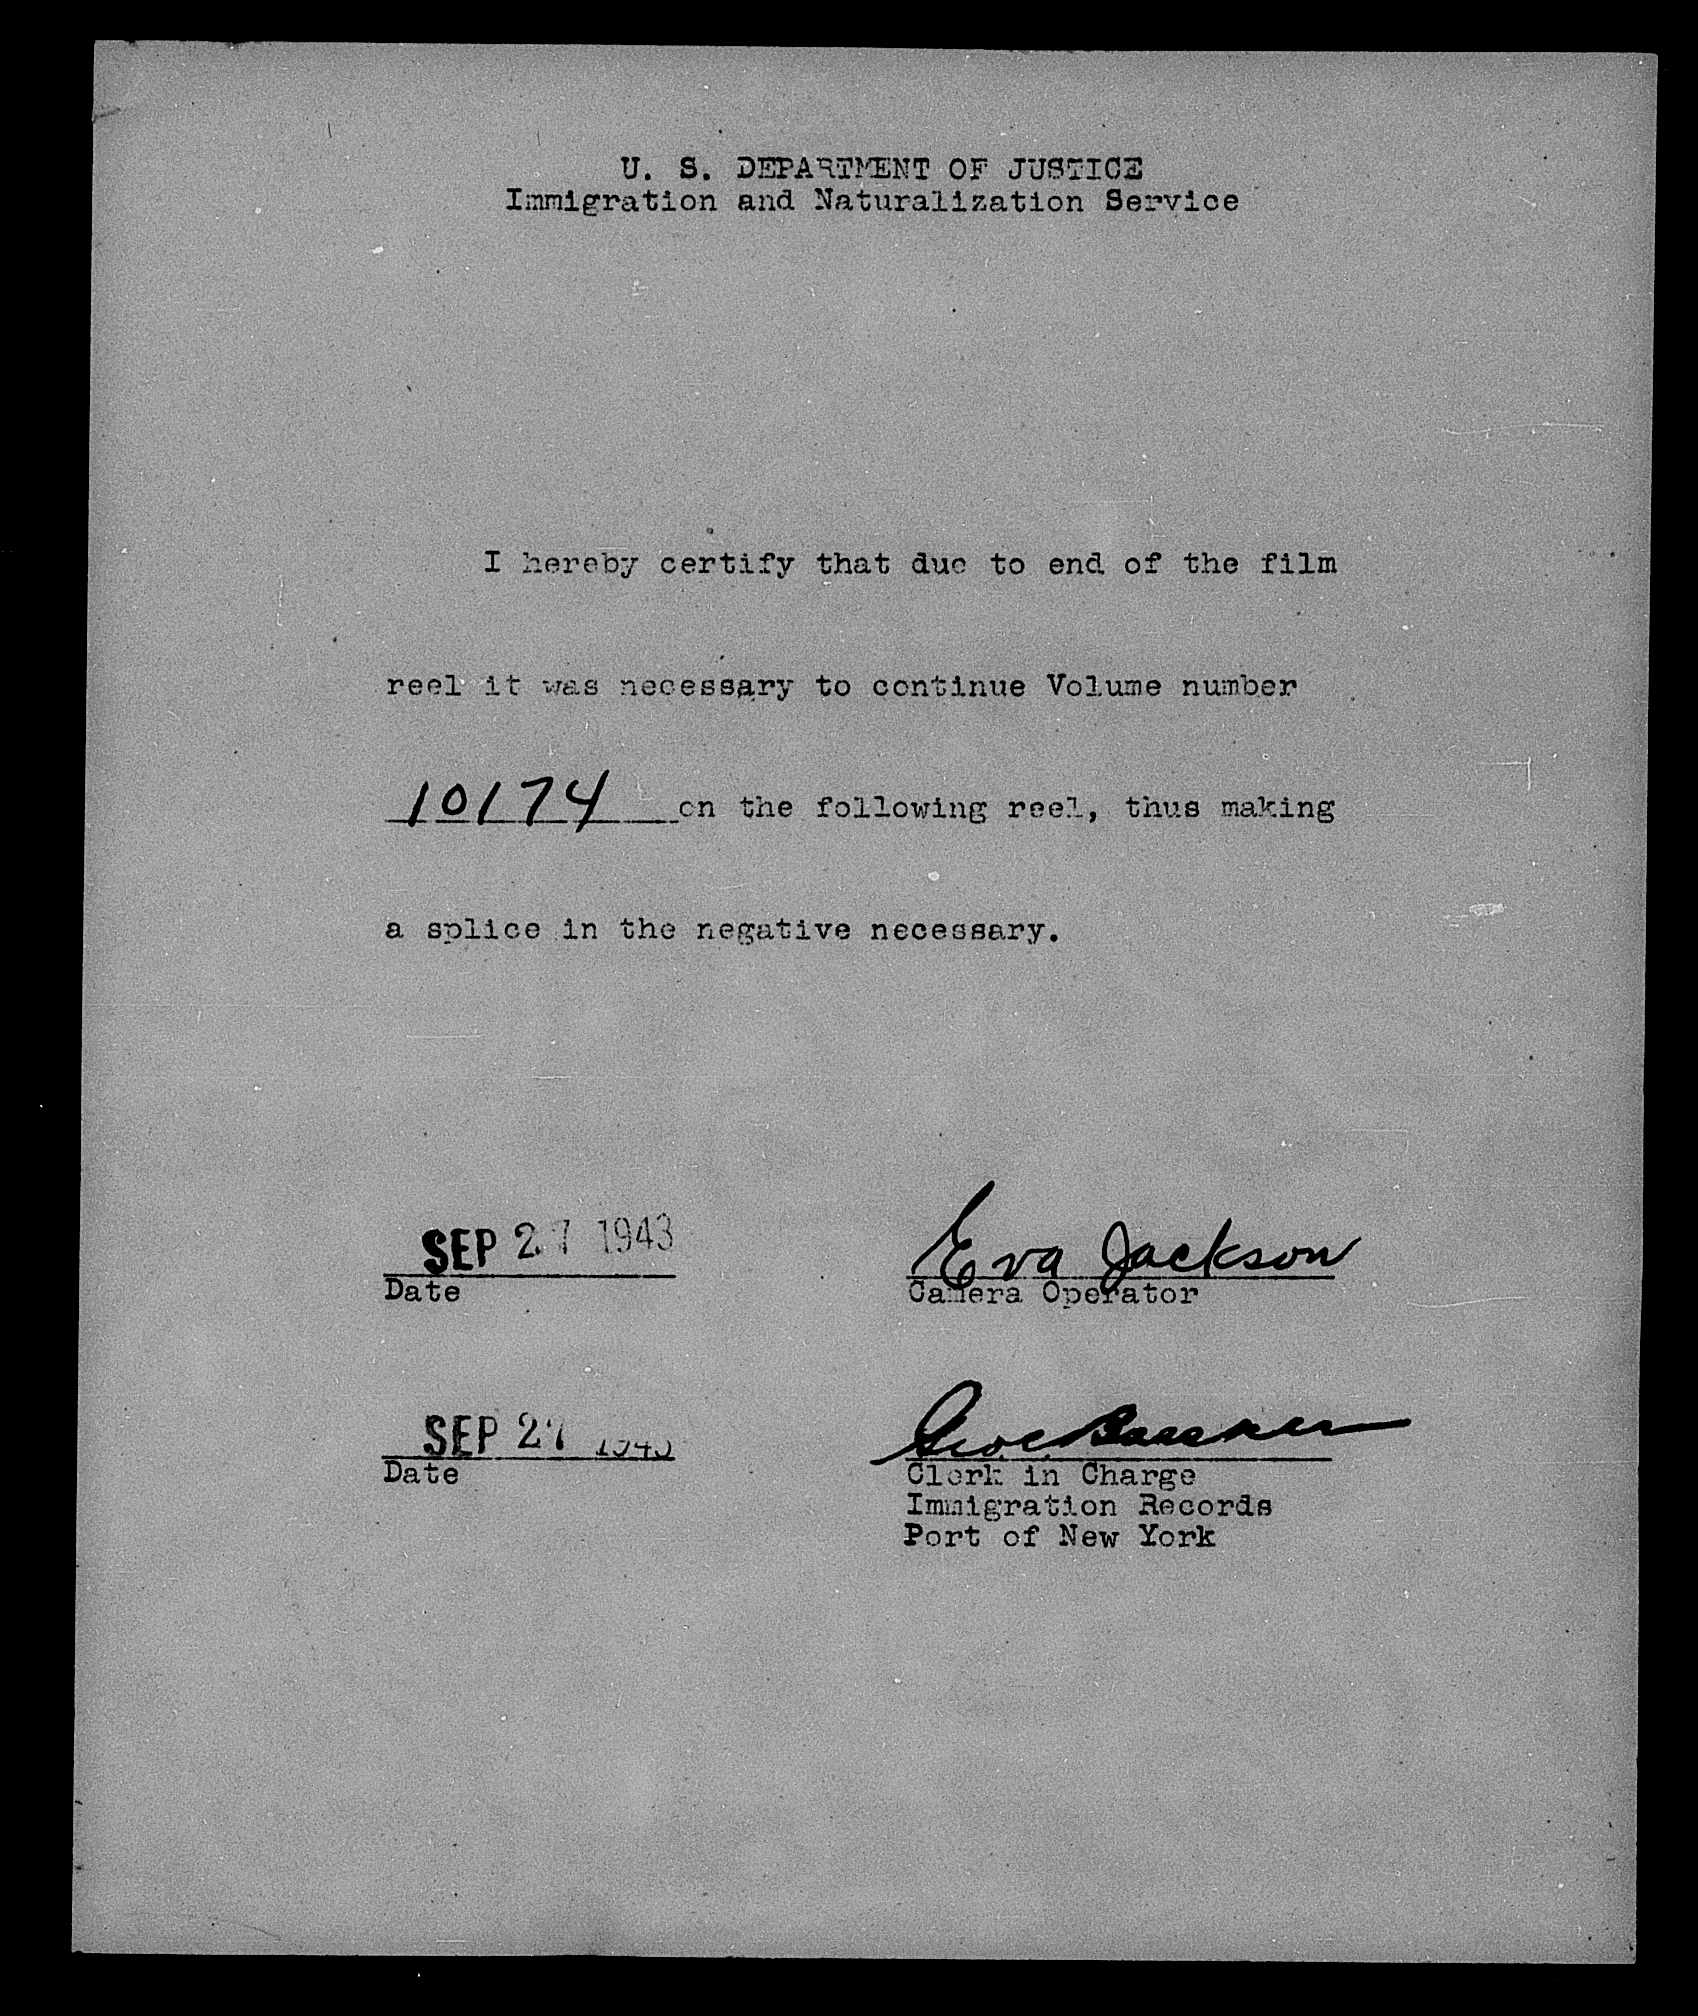 U. S. DEPARTMENT OF JUSTICE
Immigration and Naturalization Service
I hereby certify that due to end of the film
reel it was necessary to continue Volume number
10174 on the following reel, thus making
a splice in the negative necessary.
SEP 27 1943
Date
Eva Jackson
Camera Operator
SEP 27 1943
Date
Clerk in Charge
Immigration Records
Port of New York